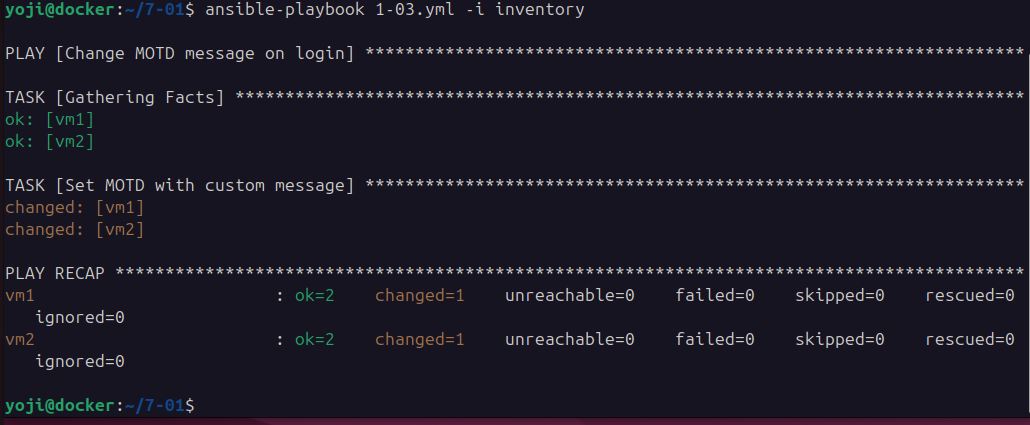 yoji@docker:~/7-01$ ansible-playbook 1-03.yml -i inventory
PLAY [Change MOTD message on login] ******************************************************************
TASK [Gathering Facts] *******************************************************************************
ok: [vm1]
ok: [vm2]
TASK [Set MOTD with custom message] ******************************************************************
changed: [vm1]
changed: [vm2]
PLAY RECAP *******************************************************************************************
vm1                        : ok=2    changed=1    unreachable=0    failed=0    skipped=0    rescued=0
   ignored=0
vm2                        : ok=2    changed=1    unreachable=0    failed=0    skipped=0    rescued=0
   ignored=0
yoji@docker:~/7-01$